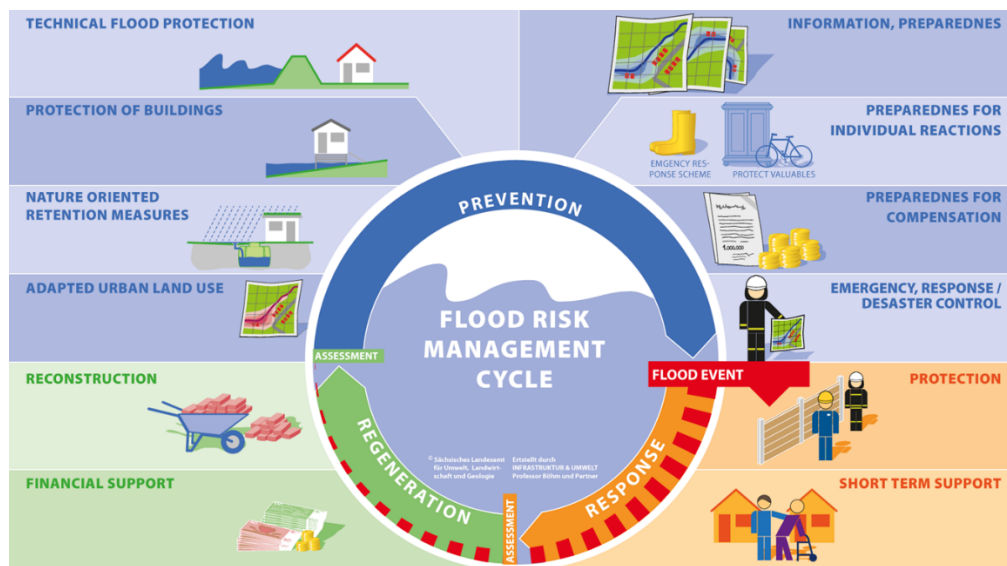 TECHNICAL FLOOD PROTECTION
PROTECTION OF BUILDINGS
NATURE ORIENTED
RETENTION MEASURES
ADAPTED URBAN LAND USE
RECONSTRUCTION
FINANCIAL SUPPORT
INFORMATION, PREPAREDNES
PREPAREDNES FOR
INDIVIDUAL REACTIONS
EMGENCY RES-
PONSE SCHEME
PROTECT VALUABLES
PREPAREDNES FOR
COMPENSATION
EMERGENCY, RESPONSE /
DESASTER CONTROL
PROTECTION
SHORT TERM SUPPORT
PREVENTION
FLOOD RISK
MANAGEMENT
CYCLE
ASSESSMENT
FLOOD EVENT
REGENERATION
RESPONSE
ASSESSMENT
© Sächsisches Landesamt
für Umwelt, Landwirt-
schaft und Geologie
Ertstellt durch
INFRASTRUKTUR & UMWELT
Professor Böhm und Partner